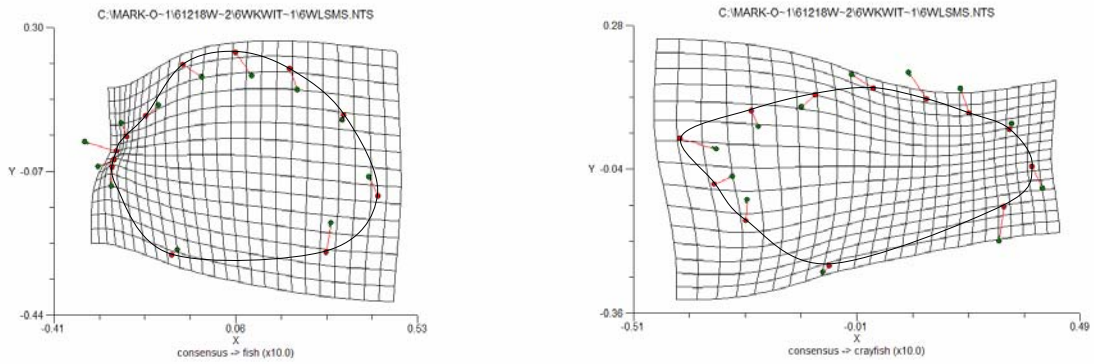 C:\MARK-O~1\61218W~2\6WKWIT~1\6WLSMS.NTS
0.30
Y -0.07
-0.44
-0.41 0.06 0.53
X
consensus -> fish (x10.0)
C:\MARK-O~1\61218W~2\6WKWIT~1\6WLSMS.NTS
0.28
Y -0.04
-0.36
-0.51 -0.01 0.49
X
consensus -> crayfish (x10.0)